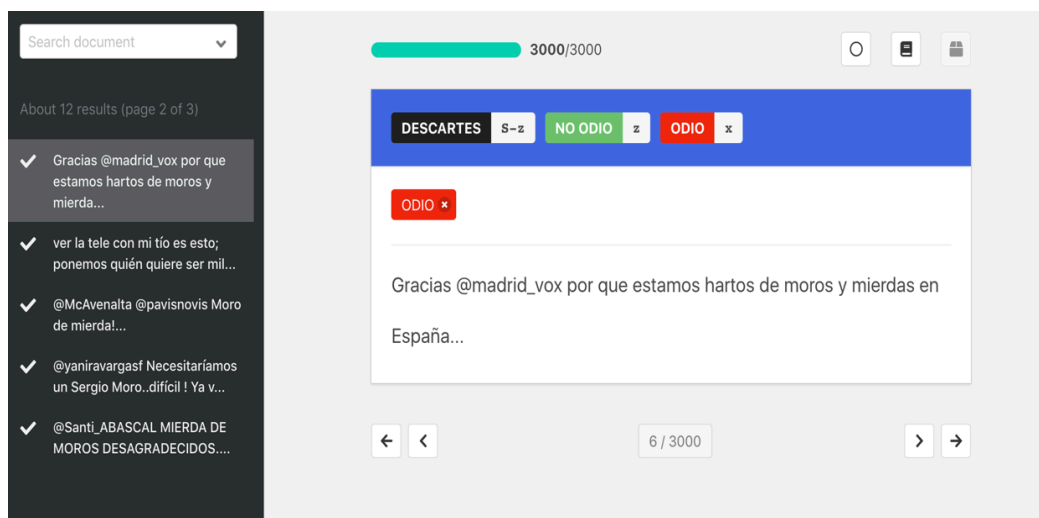 Search document
About 12 results (page 2 of 3)
Gracias @madrid_vox por que
estamos hartos de moros y
mierda...
ver la tele con mi tío es esto;
ponemos quién quiere ser mil...
@McAvenalta @pavisnovis Moro
de mierda!...
@yaniravargasf Necesitaríamos
un Sergio Moro..difícil ! Ya v...
@Santi_ABASCAL MIERDA DE
MOROS DESAGRADECIDOS....
3000/3000
DESCARTES S-z NO ODIO z ODIO x
ODIO
Gracias @madrid_vox por que estamos hartos de moros y mierdas en
España...
6 / 3000